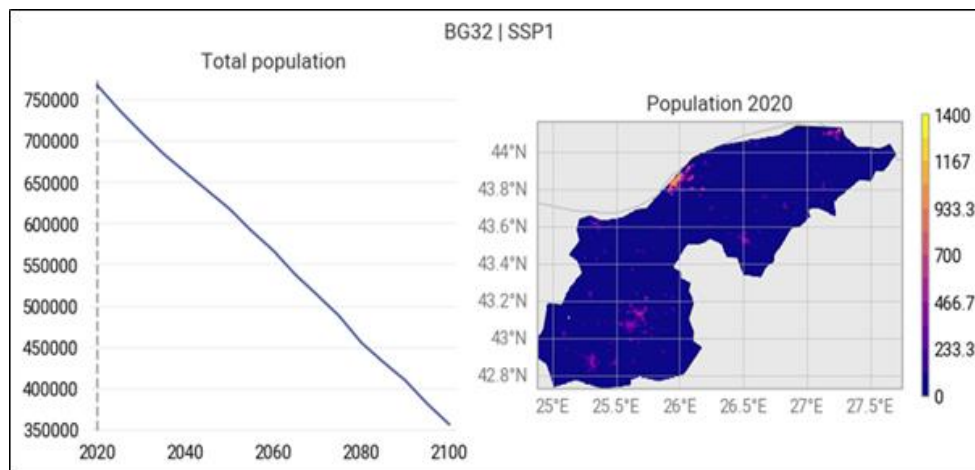 BG32 | SSP1
Total population
750000
700000
650000
600000
550000
500000
450000
400000
350000
2020 2040 2060 2080 2100
Population 2020
44°N
43.8°N
43.6°N
43.4°N
43.2°N
43°N
42.8°N
25°E 25.5°E 26°E 26.5°E 27°E 27.5°E
1400
1167
933.3
700
466.7
233.3
0